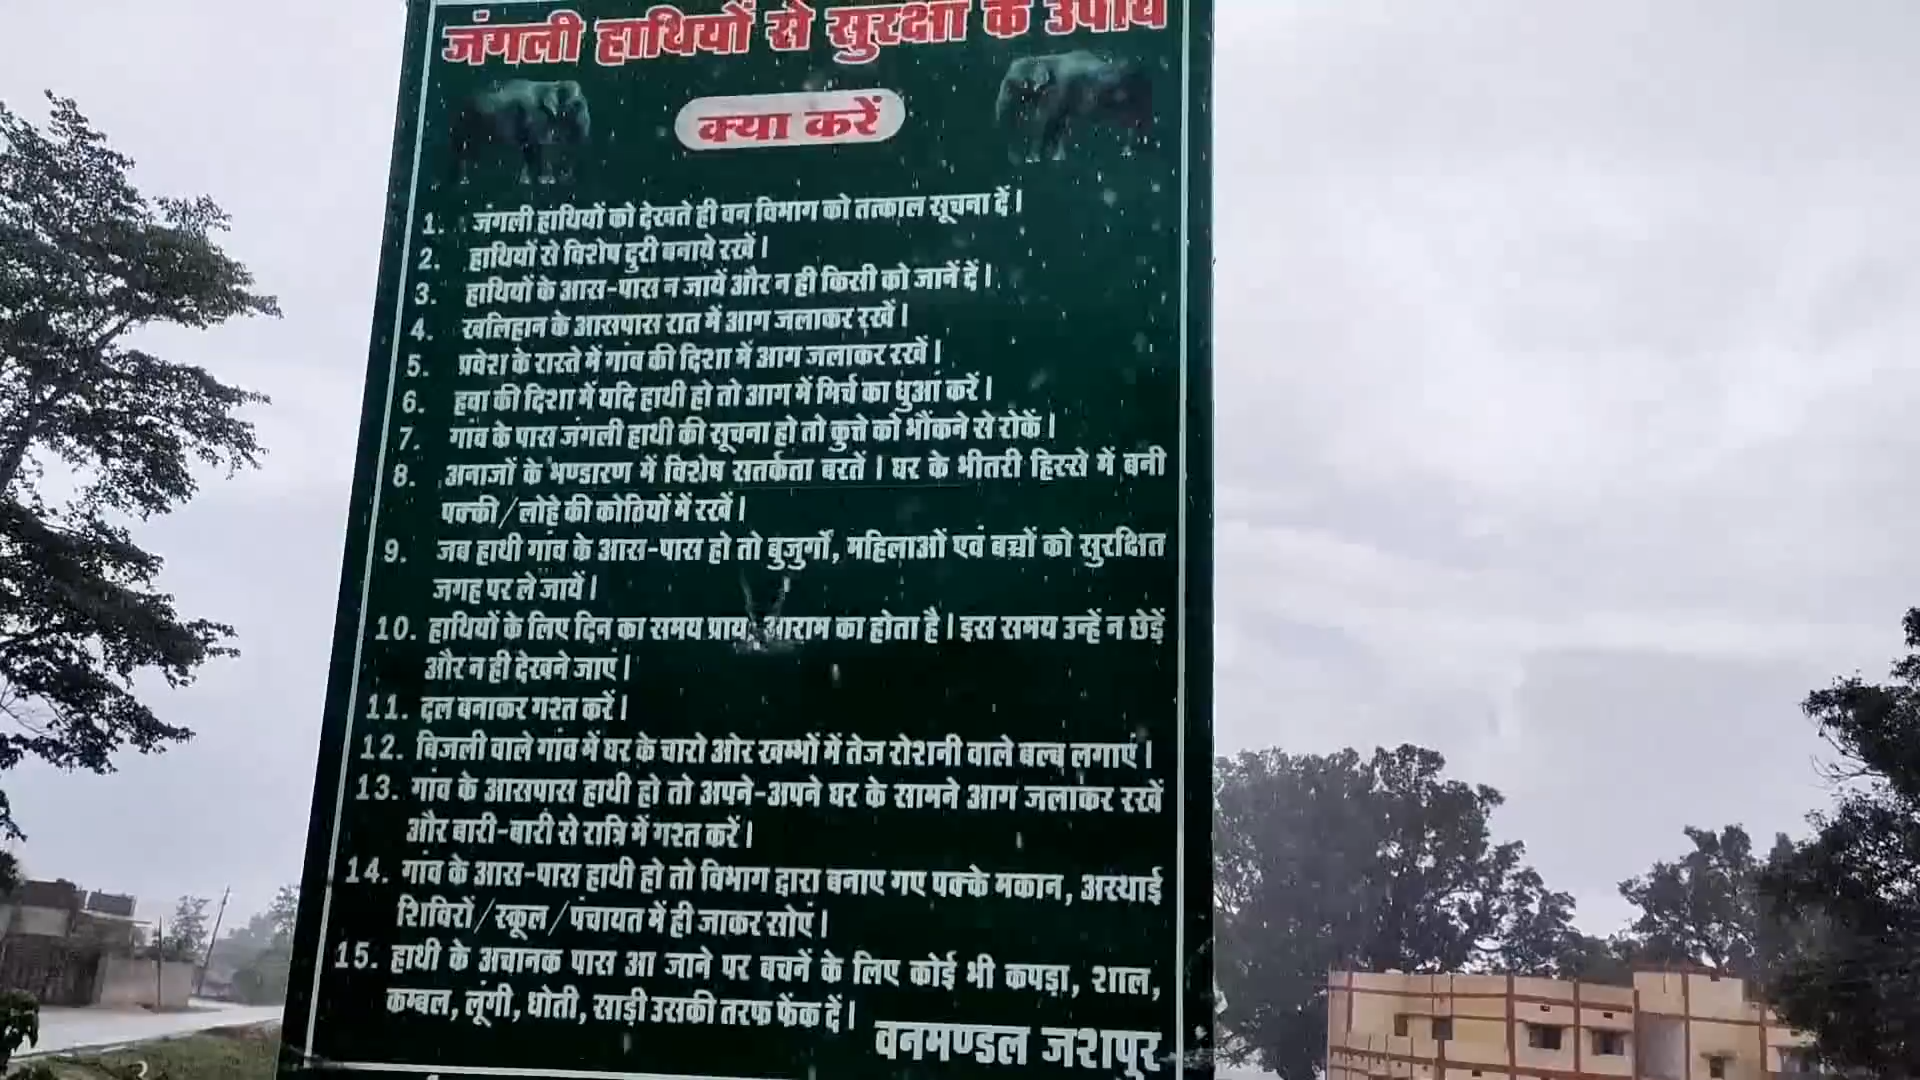 जंगली हाथियों से सुरक्षा के उपाय
क्या करें
1. जंगली हाथियों को देखते ही वन विभाग को तत्काल सूचना दें।
2. हाथियों से विशेष दुरी बनाये रखें।
3. हाथियों के आस-पास न जायें और न ही किसी को जानें दें।
4. खलिहान के आसपास रात में आग जलाकर रखें।
5. प्रवेश के रास्ते में गांव की दिशा में आग जलाकर रखें।
6. हवा की दिशा में यदि हाथी हो तो आग में मिर्च का धुआं करें।
7. गांव के पास जंगली हाथी की सूचना हो तो कुत्ते को भौंकने से रोकें।
8. अनाजों के भण्डारण में विशेष सतर्कता बरतें। घर के भीतरी हिस्से में बनी
पक्की/लोहे की कोठियों में रखें।
9. जब हाथी गांव के आस-पास हो तो बुजुर्गो, महिलाओं एवं बच्चों को सुरक्षित
जगह पर ले जायें।
10. हाथियों के लिए दिन का समय प्रायः आराम का होता है। इस समय उन्हें न छेड़ें
और न ही देखने जाएं।
11. दल बनाकर गश्त करें।
12. बिजली वाले गांव में घर के चारो ओर खम्भों में तेज रोशनी वाले बल्ब लगाएं।
13. गांव के आसपास हाथी हो तो अपने-अपने घर के सामने आग जलाकर रखें
और बारी-बारी से रात्रि में गश्त करें।
14. गांव के आस-पास हाथी हो तो विभाग द्वारा बनाए गए पक्के मकान, अस्थाई
शिविरों/स्कूल/पंचायत में ही जाकर सोएं।
15. हाथी के अचानक पास आ जाने पर बचनें के लिए कोई भी कपड़ा, शाल,
कम्बल, लूंगी, धोती, साड़ी उसकी तरफ फेंक दें।
वनमण्डल जशपुर